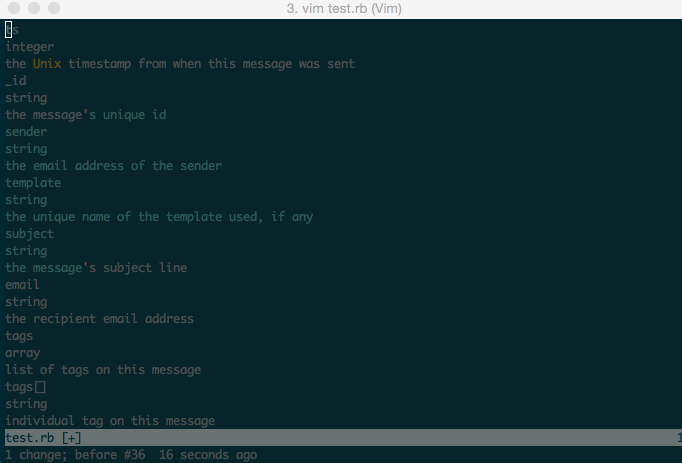 3. vim test.rb (Vim)
ts
integer
the Unix timestamp from when this message was sent
_id
string
the message's unique id
sender
string
the email address of the sender
template
string
the unique name of the template used, if any
subject
string
the message's subject line
email
string
the recipient email address
tags
array
list of tags on this message
tags[]
string
individual tag on this message
test.rb [+] 1
1 change; before #36 16 seconds ago